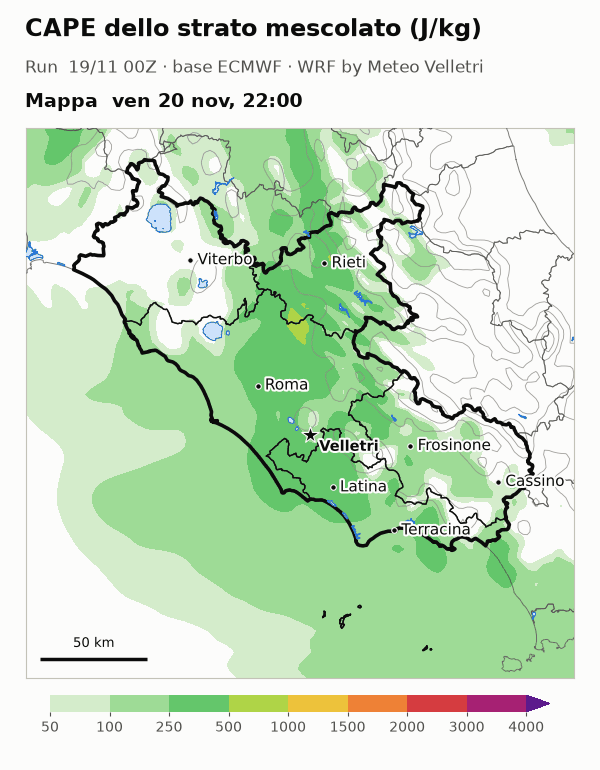 CAPE dello strato mescolato (J/kg)
Run  19/11 00Z · base ECMWF · WRF by Meteo Velletri
Mappa  ven 20 nov, 22:00
Viterbo
Rieti
Roma
Velletri
Frosinone
Latina
Cassino
Terracina
50 km
50 100 250 500 1000 1500 2000 3000 4000